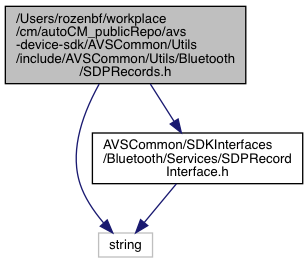 /Users/rozenbf/workplace
/cm/autoCM_publicRepo/avs
-device-sdk/AVSCommon/Utils
/include/AVSCommon/Utils/Bluetooth
/SDPRecords.h
AVSCommon/SDKInterfaces
/Bluetooth/Services/SDPRecord
Interface.h
string